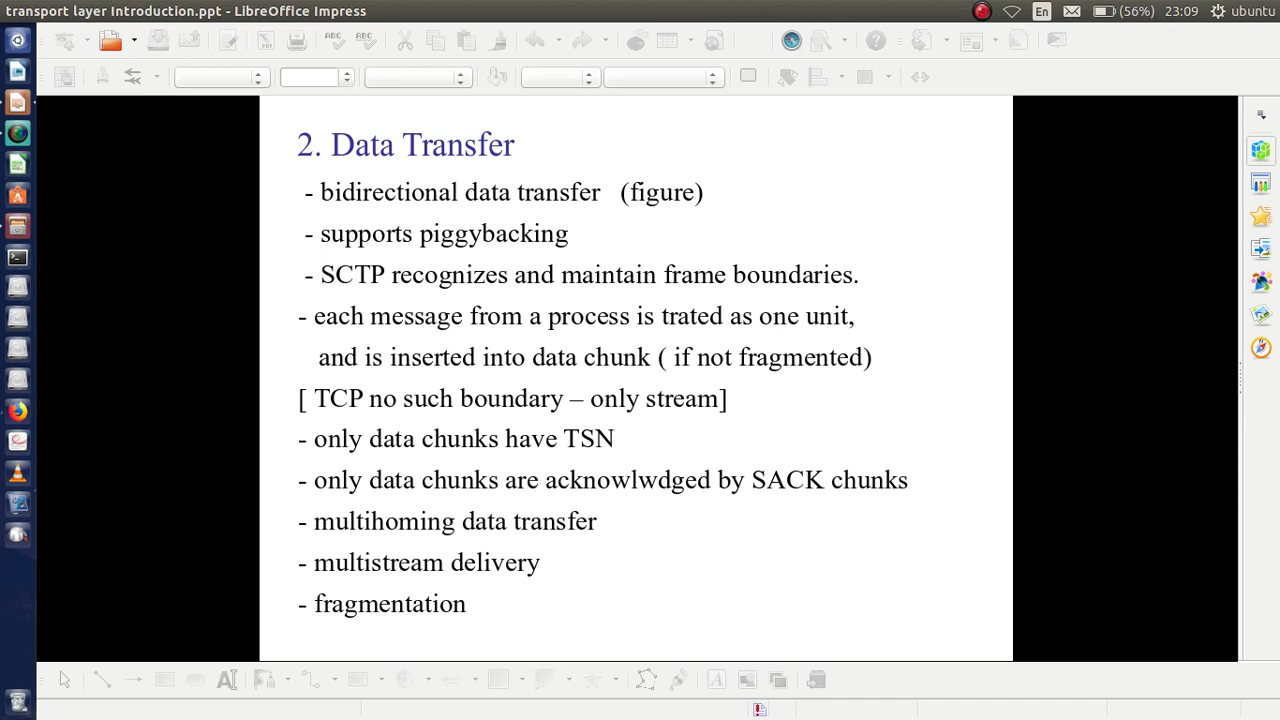 transport layer Introduction.ppt - LibreOffice Impress
En
(56%)
23:09
ubuntu
2. Data Transfer
- bidirectional data transfer (figure)
- supports piggybacking
- SCTP recognizes and maintain frame boundaries.
- each message from a process is trated as one unit,
and is inserted into data chunk ( if not fragmented)
[ TCP no such boundary – only stream]
- only data chunks have TSN
- only data chunks are acknowlwdged by SACK chunks
- multihoming data transfer
- multistream delivery
- fragmentation